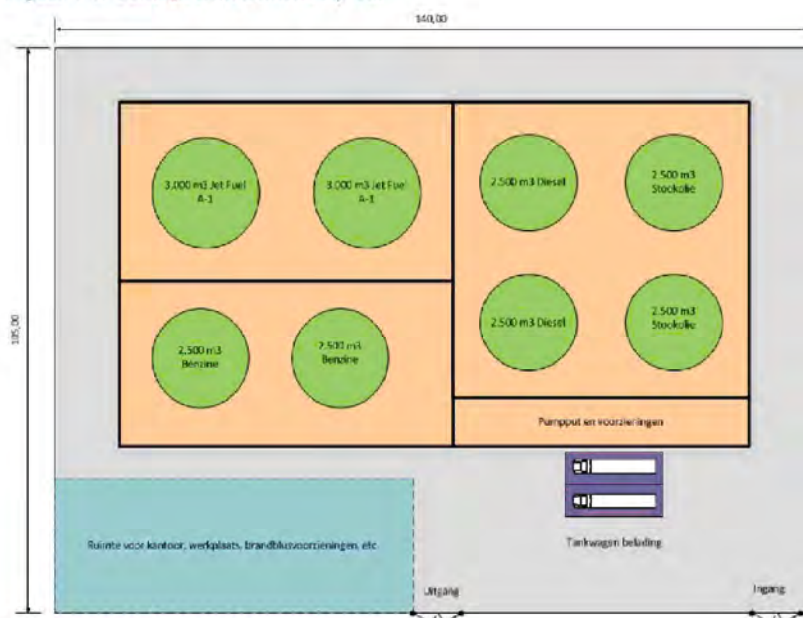 140,00
105,00
3.000 m3 Jet Fuel
A-1
3.000 m3 Jet Fuel
A-1
2.500 m3 Diesel
2.500 m3
Stookolie
2.500 m3
Benzine
2.500 m3
Benzine
2.500 m3 Diesel
2.500 m3
Stookolie
Pompput en voorzieningen
Ruimte voor kantoor, werkplaats, brandblusvoorzieningen, etc
Tankwagen belading
Uitgang
Ingang